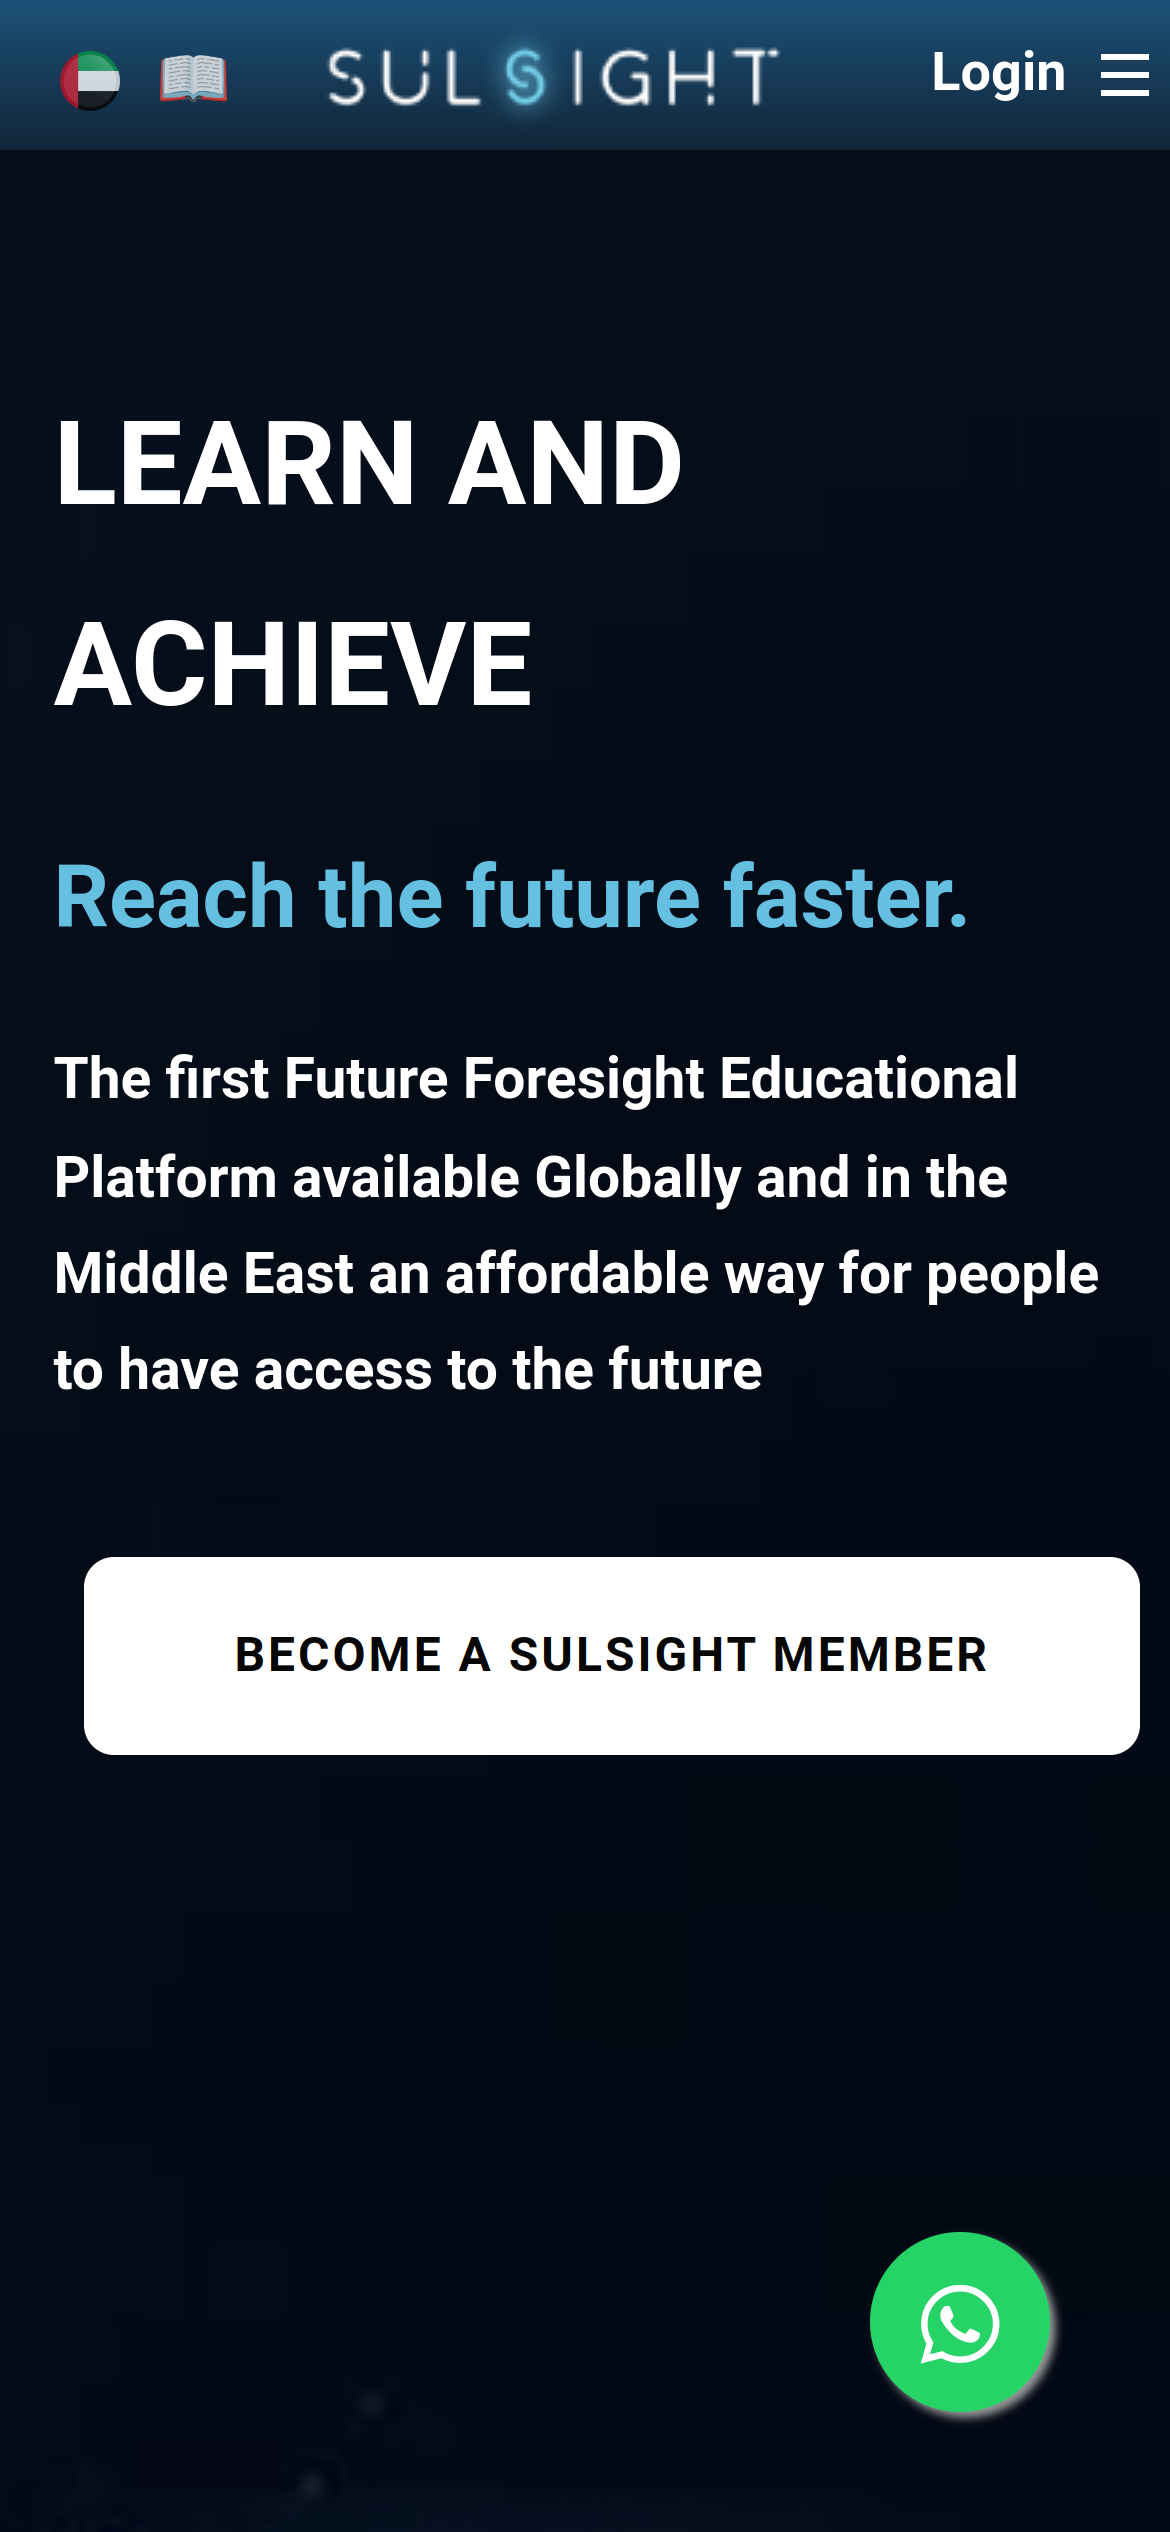 SULSIGHT
Login
LEARN AND
ACHIEVE
Reach the future faster.
The first Future Foresight Educational
Platform available Globally and in the
Middle East an affordable way for people
to have access to the future
BECOME A SULSIGHT MEMBER